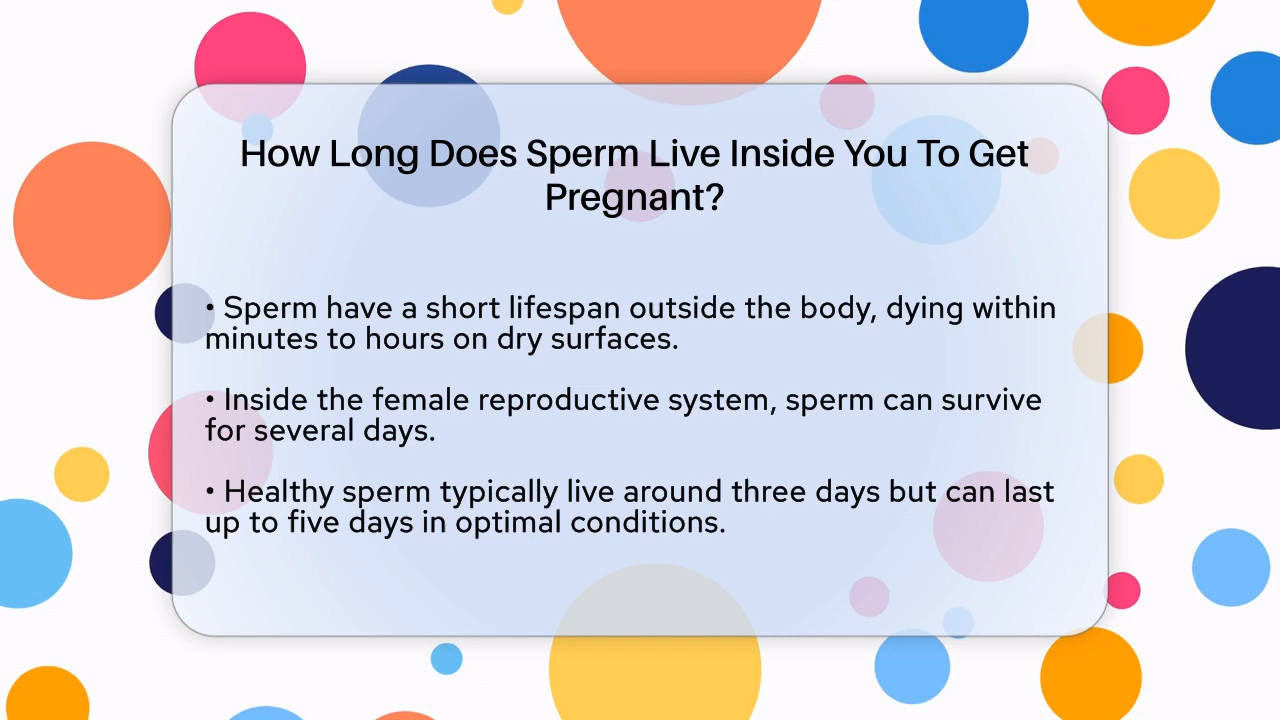 How Long Does Sperm Live Inside You To Get
Pregnant?
• Sperm have a short lifespan outside the body, dying within
minutes to hours on dry surfaces.
• Inside the female reproductive system, sperm can survive
for several days.
• Healthy sperm typically live around three days but can last
up to five days in optimal conditions.